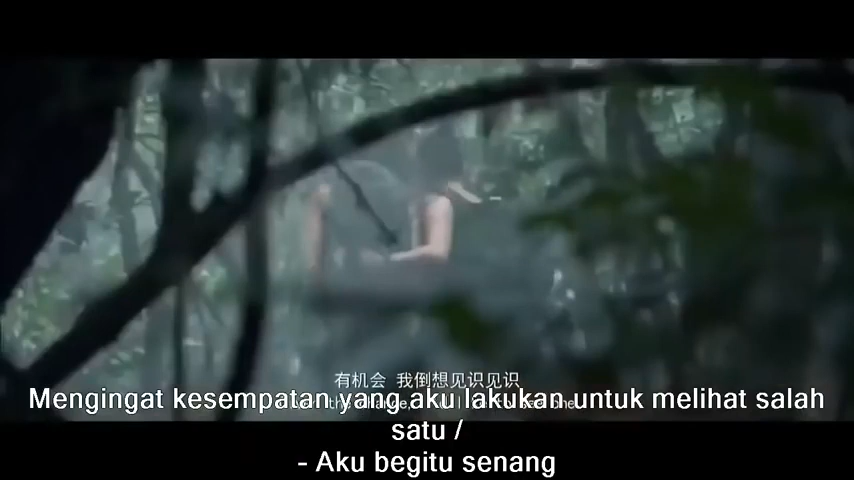 有机会 我倒想见识见识
Mengingat kesempatan yang aku lakukan untuk melihat salah
satu /
- Aku begitu senang